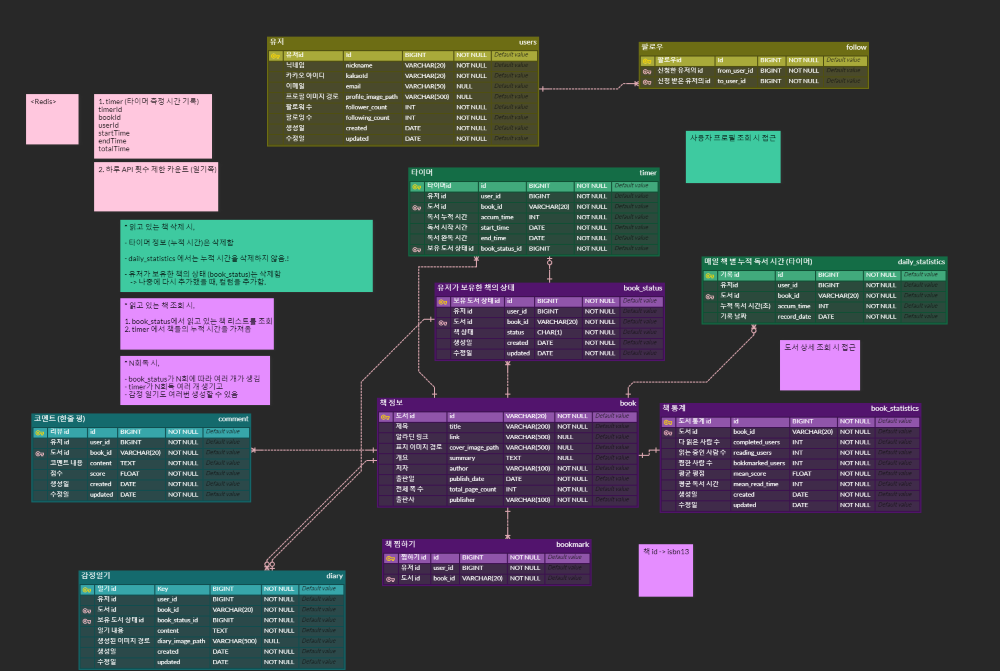 유저 users
유저id id BIGINT NOT NULL Default value
닉네임 nickname VARCHAR(20) NOT NULL Default value
카카오 아이디 kakaoId VARCHAR(20) NOT NULL Default value
이메일 email VARCHAR(50) NULL Default value
프로필 이미지 경로 profile_image_path VARCHAR(500) NULL Default value
팔로워 수 follower_count INT NOT NULL Default value
팔로잉 수 following_count INT NOT NULL Default value
생성일 created DATE NOT NULL Default value
수정일 updated DATE NOT NULL Default value
팔로우 follow
팔로우id id BIGINT NOT NULL Default value
신청한 유저의 id from_user_id BIGINT NOT NULL Default value
신청 받은 유저의 id to_user_id BIGINT NOT NULL Default value
<Redis>
1. timer (타이머 측정 시간 기록)
timerId
bookId
userId
startTime
endTime
totalTime
2. 하루 API 횟수 제한 카운트 (일기쪽)
사용자 프로필 조회 시 접근
타이머 timer
타이머id id BIGNIT NOT NULL Default value
유저 id user_id BIGINT NOT NULL Default value
도서 id book_id VARCHAR(20) NOT NULL Default value
독서 누적 시간 accum_time INT NOT NULL Default value
독서 시작 시간 start_time DATE NOT NULL Default value
독서 완독 시간 end_time DATE NOT NULL Default value
보유 도서 상태 id book_status_id BIGNIT NOT NULL Default value
* 읽고 있는 책 삭제 시,
- 타이머 정보 (누적 시간)은 삭제함
- daily_statistics 에서는 누적 시간을 삭제하지 않음.!
- 유저가 보유한 책의 상태 (book_status)는 삭제함
-> 나중에 다시 추가했을 때, 컬럼을 추가함.
매일 책 별 누적 독서 시간 (타이머) daily_statistics
기록 id id BIGINT NOT NULL Default value
유저id user_id BIGINT NOT NULL Default value
도서 id book_id VARCHAR(20) NOT NULL Default value
누적 독서 시간(초) accum_time INT NOT NULL Default value
기록 날짜 record_date DATE NOT NULL Default value
유저가 보유한 책의 상태 book_status
보유 도서 상태 id id BIGINT NOT NULL Default value
유저 id user_id BIGINT NOT NULL Default value
도서 id book_id VARCHAR(20) NOT NULL Default value
책 상태 status CHAR(1) NOT NULL Default value
생성일 created DATE NOT NULL Default value
수정일 updated DATE NOT NULL Default value
* 읽고 있는 책 조회 시,
1. book_status에서 읽고 있는 책 리스트를 조회
2. timer 에서 책들의 누적 시간을 가져옴
* N회독 시,
- book_status가 N회에 따라 여러 개가 생김
- timer가 N회독 여러 개 생기고
- 감정 일기도 여러번 생성할 수 있음
도서 상세 조회 시 접근
책 정보 book
도서 id id VARCHAR(20) NOT NULL Default value
제목 title VARCHAR(200) NOT NULL Default value
알라딘 링크 link VARCHAR(500) NULL Default value
표지 이미지 경로 cover_image_path VARCHAR(500) NULL Default value
개요 summary TEXT NULL Default value
저자 author VARCHAR(100) NOT NULL Default value
출판일 publish_date DATE NOT NULL Default value
전체 쪽 수 total_page_count INT NOT NULL Default value
출판사 publisher VARCHAR(100) NOT NULL Default value
책 통계 book_statistics
도서 통계 id id BIGINT NOT NULL Default value
도서 id book_id VARCHAR(20) NOT NULL Default value
다 읽은 사람 수 completed_users INT NOT NULL Default value
읽는 중인 사람 수 reading_users INT NOT NULL Default value
찜한 사람 수 bokkmarked_users INT NOT NULL Default value
평균 평점 mean_score FLOAT NOT NULL Default value
평균 독서 시간 mean_read_time INT NOT NULL Default value
생성일 created DATE NOT NULL Default value
수정일 updated DATE NOT NULL Default value
코멘트 (한줄 평) comment
리뷰 id id BIGINT NOT NULL Default value
유저 id user_id BIGINT NOT NULL Default value
도서 id book_id VARCHAR(20) NOT NULL Default value
코멘트 내용 content TEXT NOT NULL Default value
점수 score FLOAT NOT NULL Default value
생성일 created DATE NOT NULL Default value
수정일 updated DATE NOT NULL Default value
책 찜하기 bookmark
찜하기 id id BIGINT NOT NULL Default value
유저 id user_id BIGINT NOT NULL Default value
도서 id book_id VARCHAR(20) NOT NULL Default value
책 id -> isbn13
감정일기 diary
일기 id Key BIGINT NOT NULL Default value
유저 id user_id BIGINT NOT NULL Default value
도서 id book_id VARCHAR(20) NOT NULL Default value
보유 도서 상태 id book_status_id BIGINT NOT NULL Default value
일기 내용 content TEXT NOT NULL Default value
생성된 이미지 경로 diary_image_path VARCHAR(500) NULL Default value
생성일 created DATE NOT NULL Default value
수정일 updated DATE NOT NULL Default value